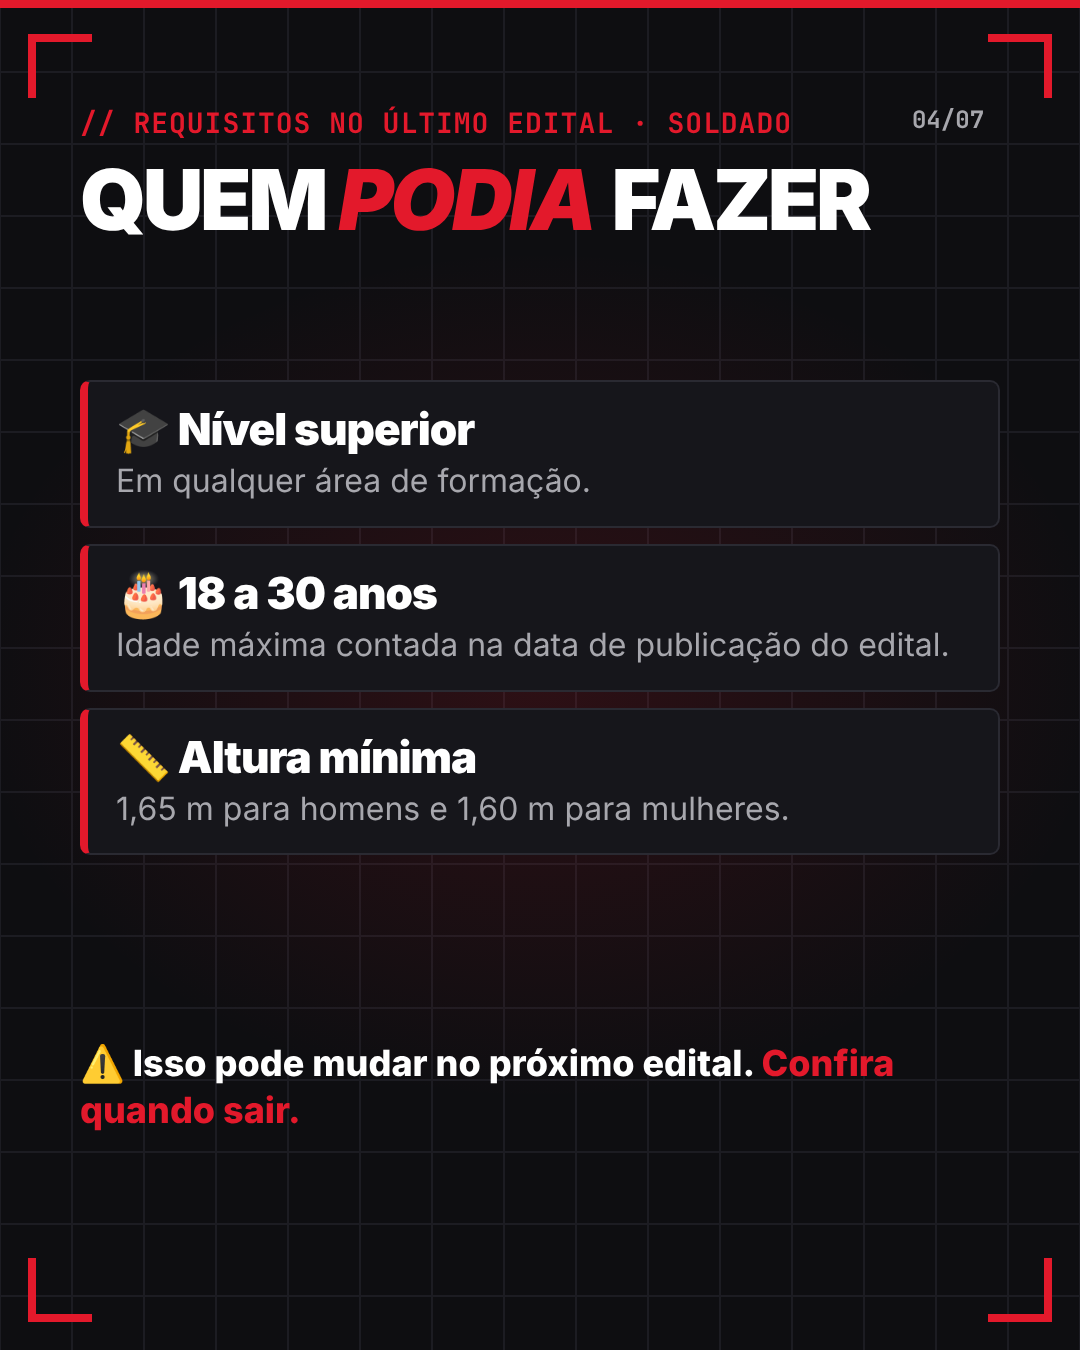 // REQUISITOS NO ÚLTIMO EDITAL · SOLDADO
04/07
QUEM PODIA FAZER
🎓 Nível superior
Em qualquer área de formação.
🎂 18 a 30 anos
Idade máxima contada na data de publicação do edital.
📏 Altura mínima
1,65 m para homens e 1,60 m para mulheres.
⚠️ Isso pode mudar no próximo edital. Confira
quando sair.